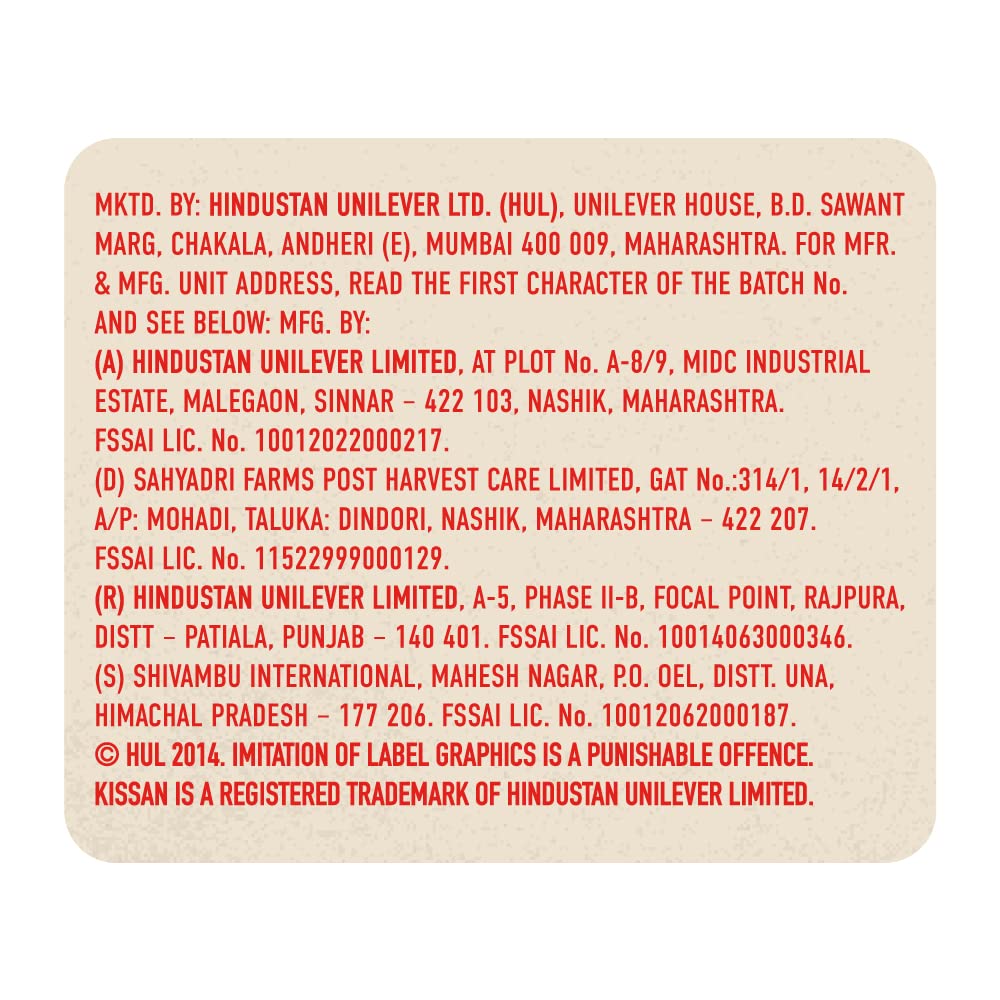 MKTD. BY: HINDUSTAN UNILEVER LTD. (HUL), UNILEVER HOUSE, B.D. SAWANT
MARG, CHAKALA, ANDHERI (E), MUMBAI 400 009, MAHARASHTRA. FOR MFR.
& MFG. UNIT ADDRESS, READ THE FIRST CHARACTER OF THE BATCH No.
AND SEE BELOW: MFG. BY:
(A) HINDUSTAN UNILEVER LIMITED, AT PLOT No. A-8/9, MIDC INDUSTRIAL
ESTATE, MALEGAON, SINNAR – 422 103, NASHIK, MAHARASHTRA.
FSSAI LIC. No. 10012022000217.
(D) SAHYADRI FARMS POST HARVEST CARE LIMITED, GAT No.:314/1, 14/2/1,
A/P: MOHADI, TALUKA: DINDORI, NASHIK, MAHARASHTRA – 422 207.
FSSAI LIC. No. 11522999000129.
(R) HINDUSTAN UNILEVER LIMITED, A-5, PHASE II-B, FOCAL POINT, RAJPURA,
DISTT – PATIALA, PUNJAB – 140 401. FSSAI LIC. No. 10014063000346.
(S) SHIVAMBU INTERNATIONAL, MAHESH NAGAR, P.O. OEL, DISTT. UNA,
HIMACHAL PRADESH – 177 206. FSSAI LIC. No. 10012062000187.
© HUL 2014. IMITATION OF LABEL GRAPHICS IS A PUNISHABLE OFFENCE.
KISSAN IS A REGISTERED TRADEMARK OF HINDUSTAN UNILEVER LIMITED.